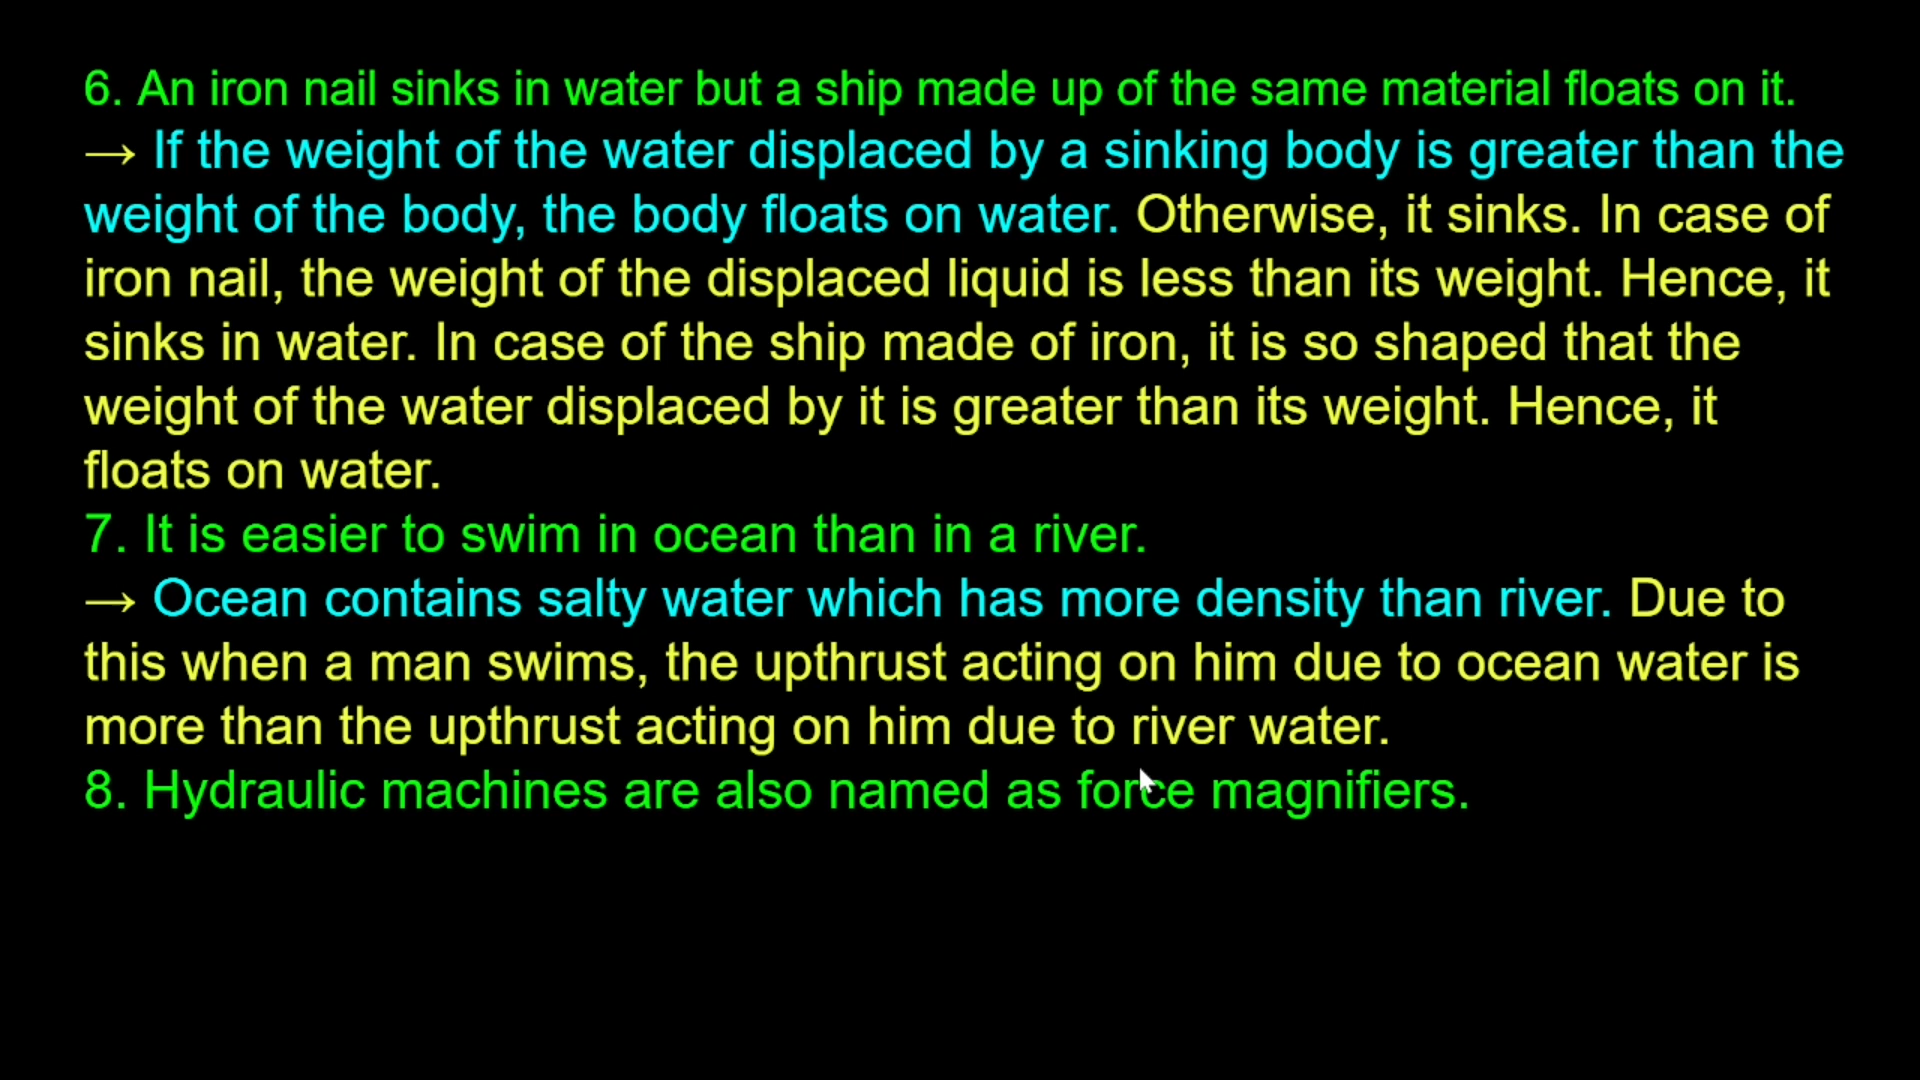 6. An iron nail sinks in water but a ship made up of the same material floats on it.
→ If the weight of the water displaced by a sinking body is greater than the
weight of the body, the body floats on water. Otherwise, it sinks. In case of
iron nail, the weight of the displaced liquid is less than its weight. Hence, it
sinks in water. In case of the ship made of iron, it is so shaped that the
weight of the water displaced by it is greater than its weight. Hence, it
floats on water.
7. It is easier to swim in ocean than in a river.
→ Ocean contains salty water which has more density than river. Due to
this when a man swims, the upthrust acting on him due to ocean water is
more than the upthrust acting on him due to river water.
8. Hydraulic machines are also named as force magnifiers.